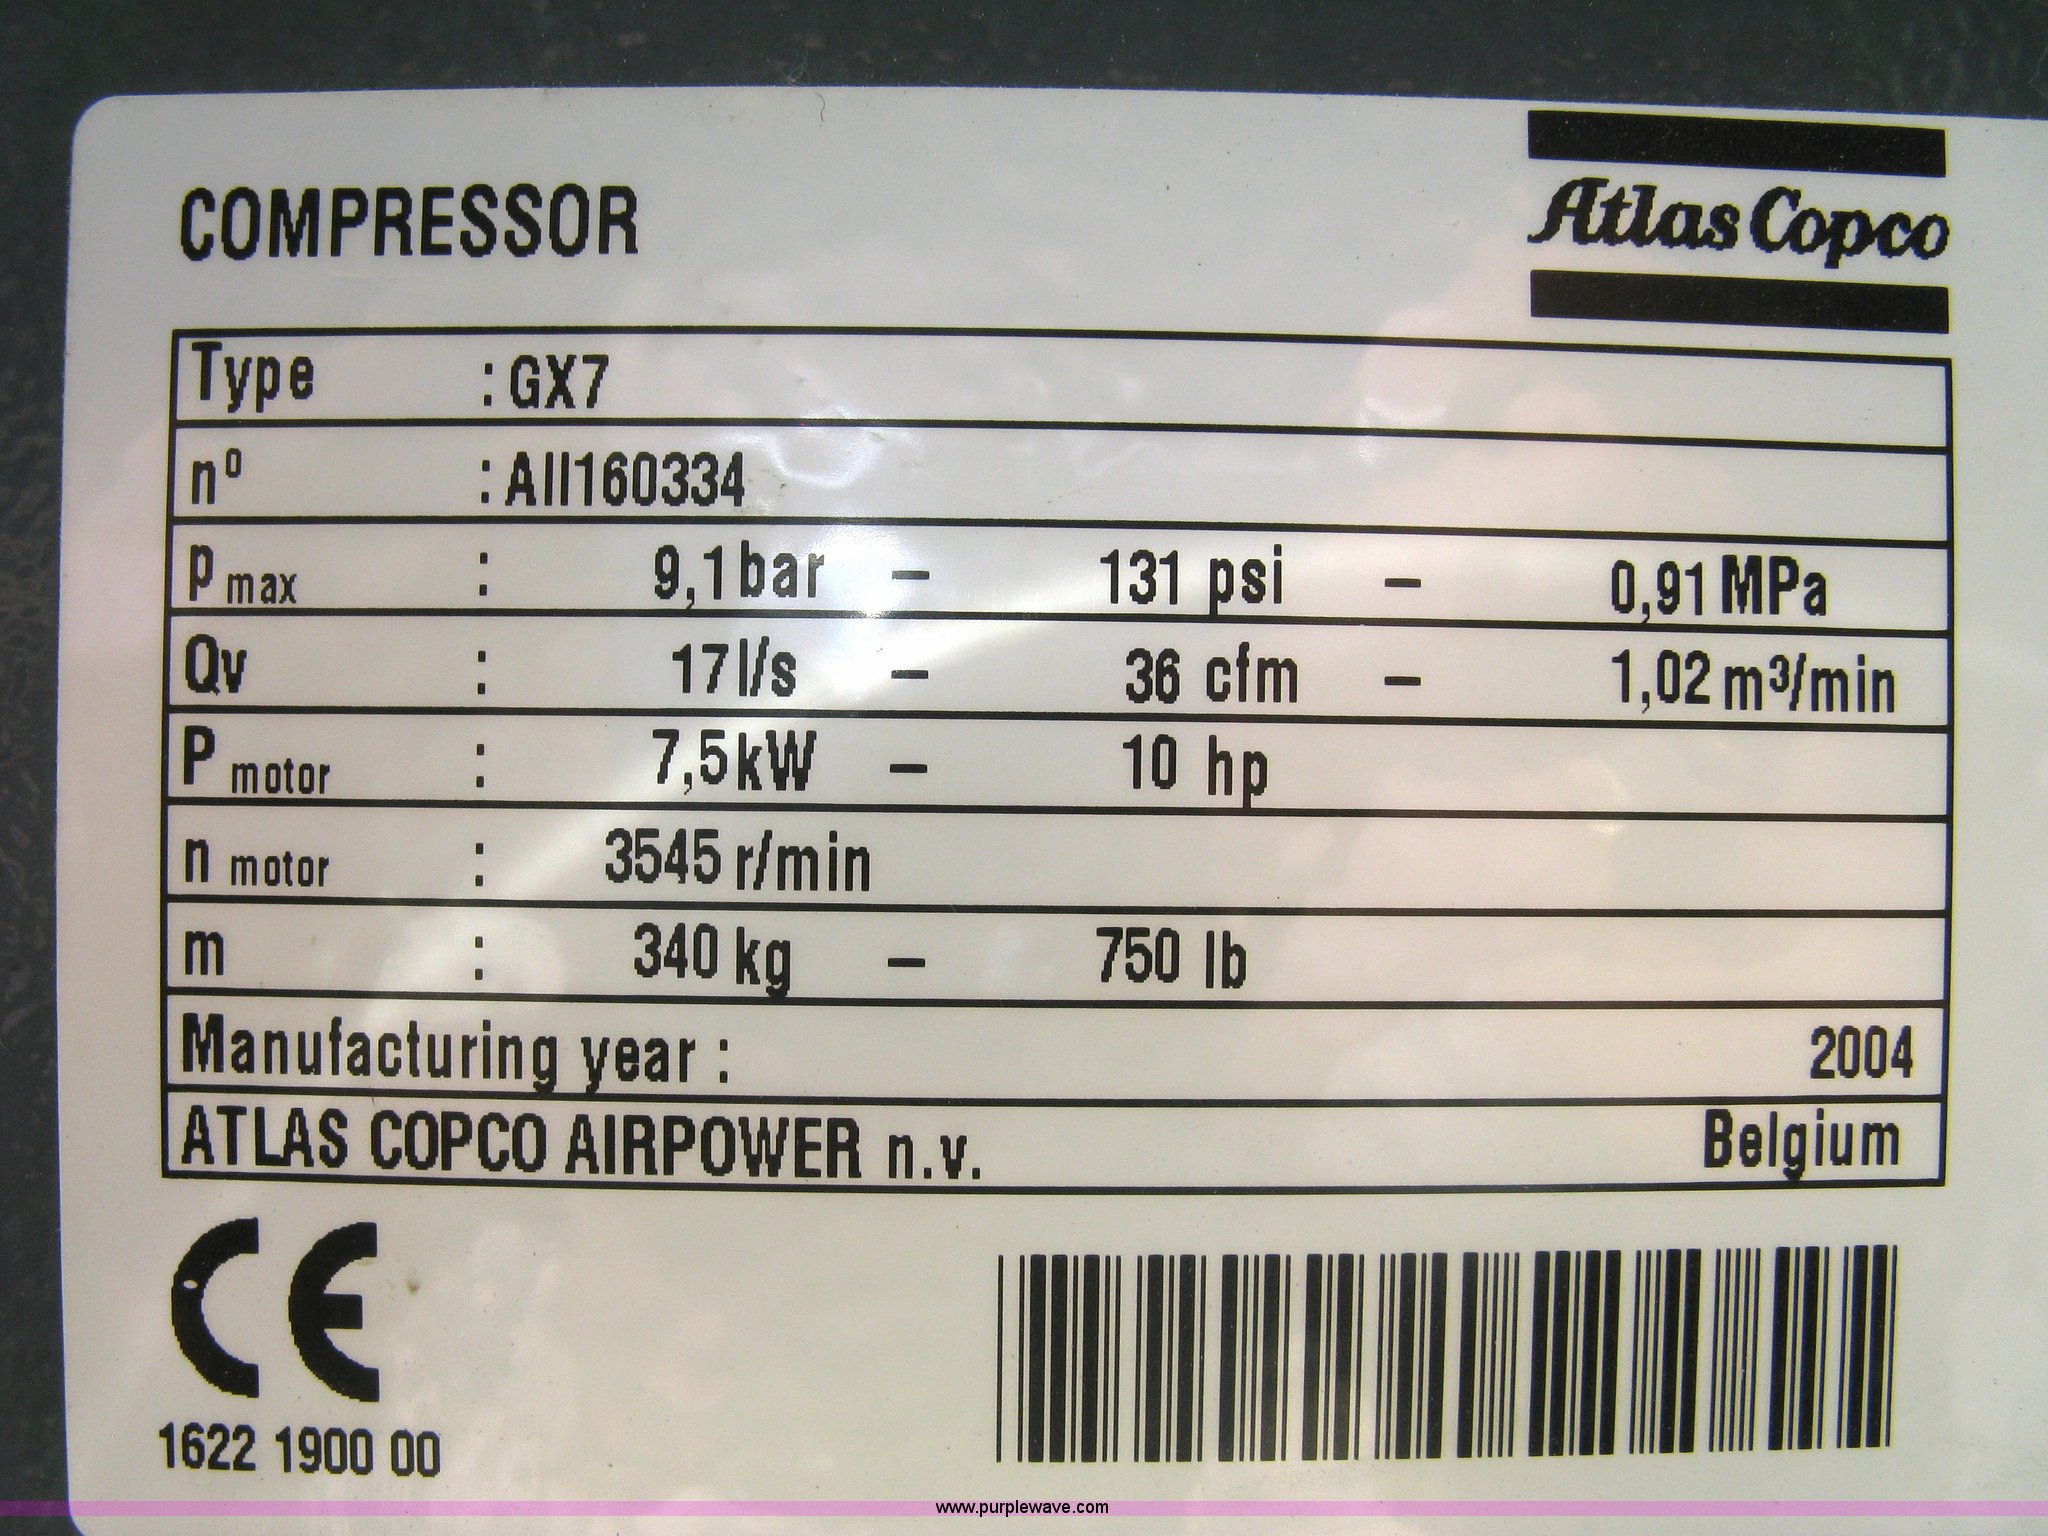 COMPRESSOR
Atlas Copco
Type : GX7
nº : AII160334
p max : 9,1 bar – 131 psi – 0,91 MPa
Qv : 17 l/s – 36 cfm – 1,02 m³/min
P motor : 7,5 kW – 10 hp
n motor : 3545 r/min
m : 340 kg – 750 lb
Manufacturing year : 2004
ATLAS COPCO AIRPOWER n.v. Belgium
CE
1622 1900 00
www.purplewave.com